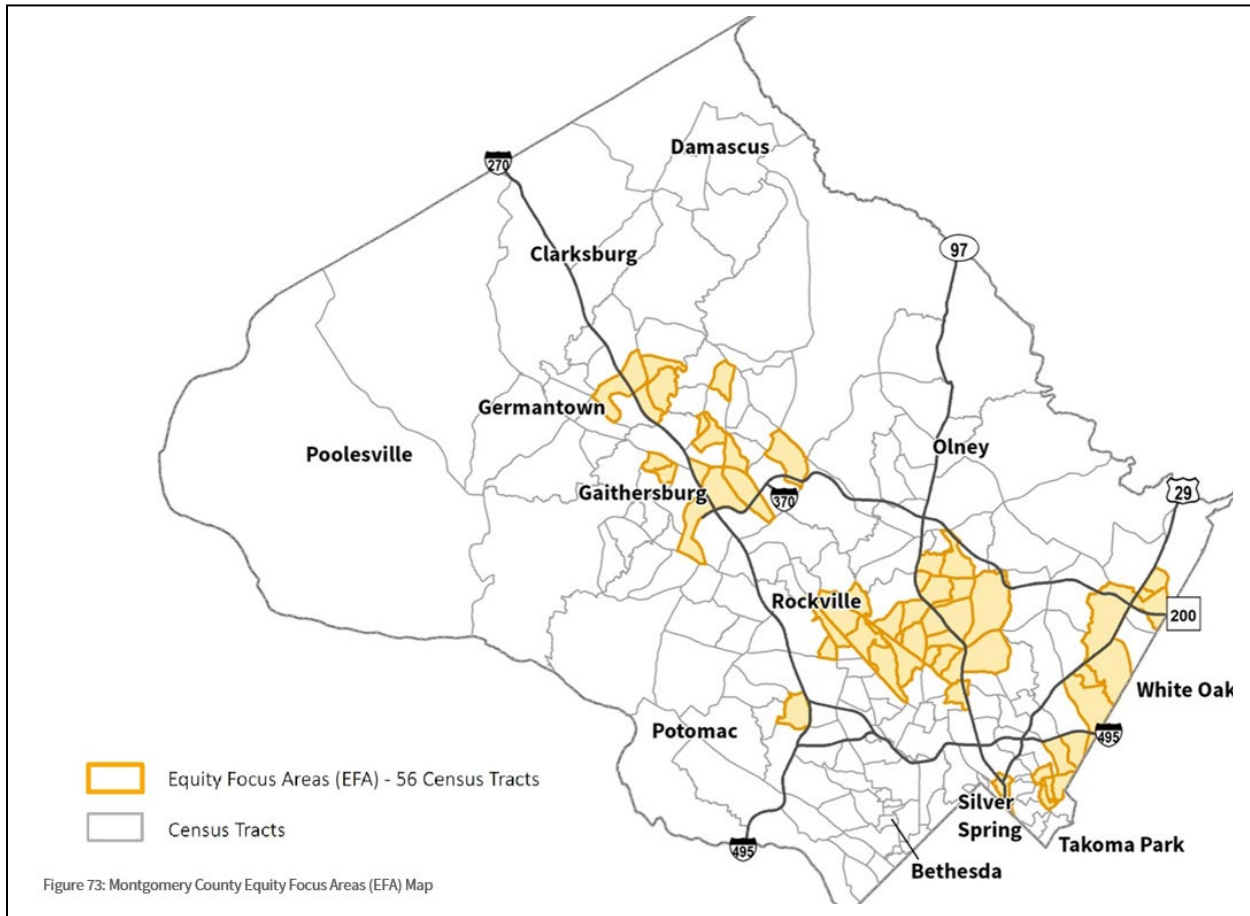 Damascus
270
Clarksburg
97
Germantown
Olney
Poolesville
Gaithersburg
370
29
Rockville
200
White Oak
Potomac
495
Equity Focus Areas (EFA) - 56 Census Tracts
Silver
Spring
Census Tracts
Takoma Park
495
Bethesda
Figure 73: Montgomery County Equity Focus Areas (EFA) Map